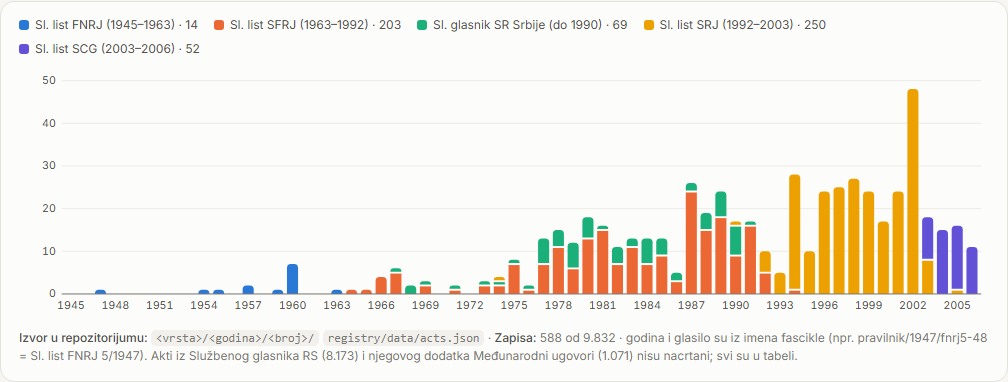 Sl. list FNRJ (1945–1963) · 14 Sl. list SFRJ (1963–1992) · 203 Sl. glasnik SR Srbije (do 1990) · 69 Sl. list SRJ (1992–2003) · 250
Sl. list SCG (2003–2006) · 52
50
40
30
20
10
0
1945 1948 1951 1954 1957 1960 1963 1966 1969 1972 1975 1978 1981 1984 1987 1990 1993 1996 1999 2002 2005
Izvor u repozitorijumu: <vrsta>/<godina>/<broj>/ registry/data/acts.json · Zapisa: 588 od 9.832 · godina i glasilo su iz imena fascikle (npr. pravilnik/1947/fnrj5-48
= Sl. list FNRJ 5/1947). Akti iz Službenog glasnika RS (8.173) i njegovog dodatka Međunarodni ugovori (1.071) nisu nacrtani; svi su u tabeli.